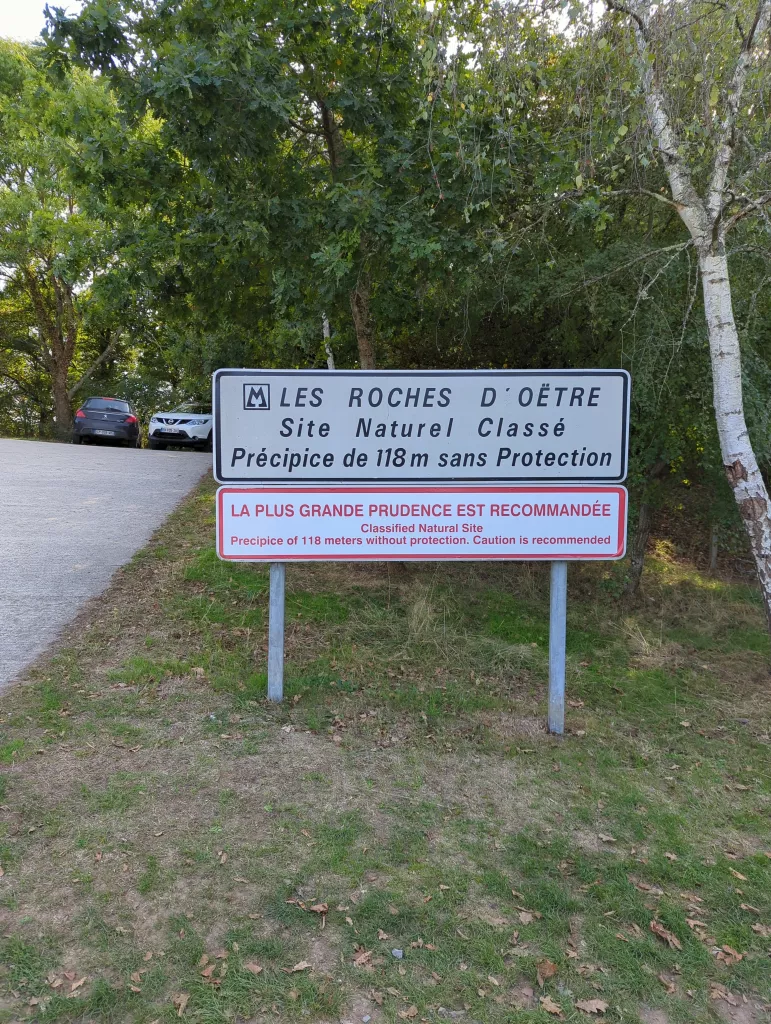 M LES ROCHES D'OËTRE
Site Naturel Classé
Précipice de 118m sans Protection
LA PLUS GRANDE PRUDENCE EST RECOMMANDÉE
Classified Natural Site
Precipice of 118 meters without protection. Caution is recommended